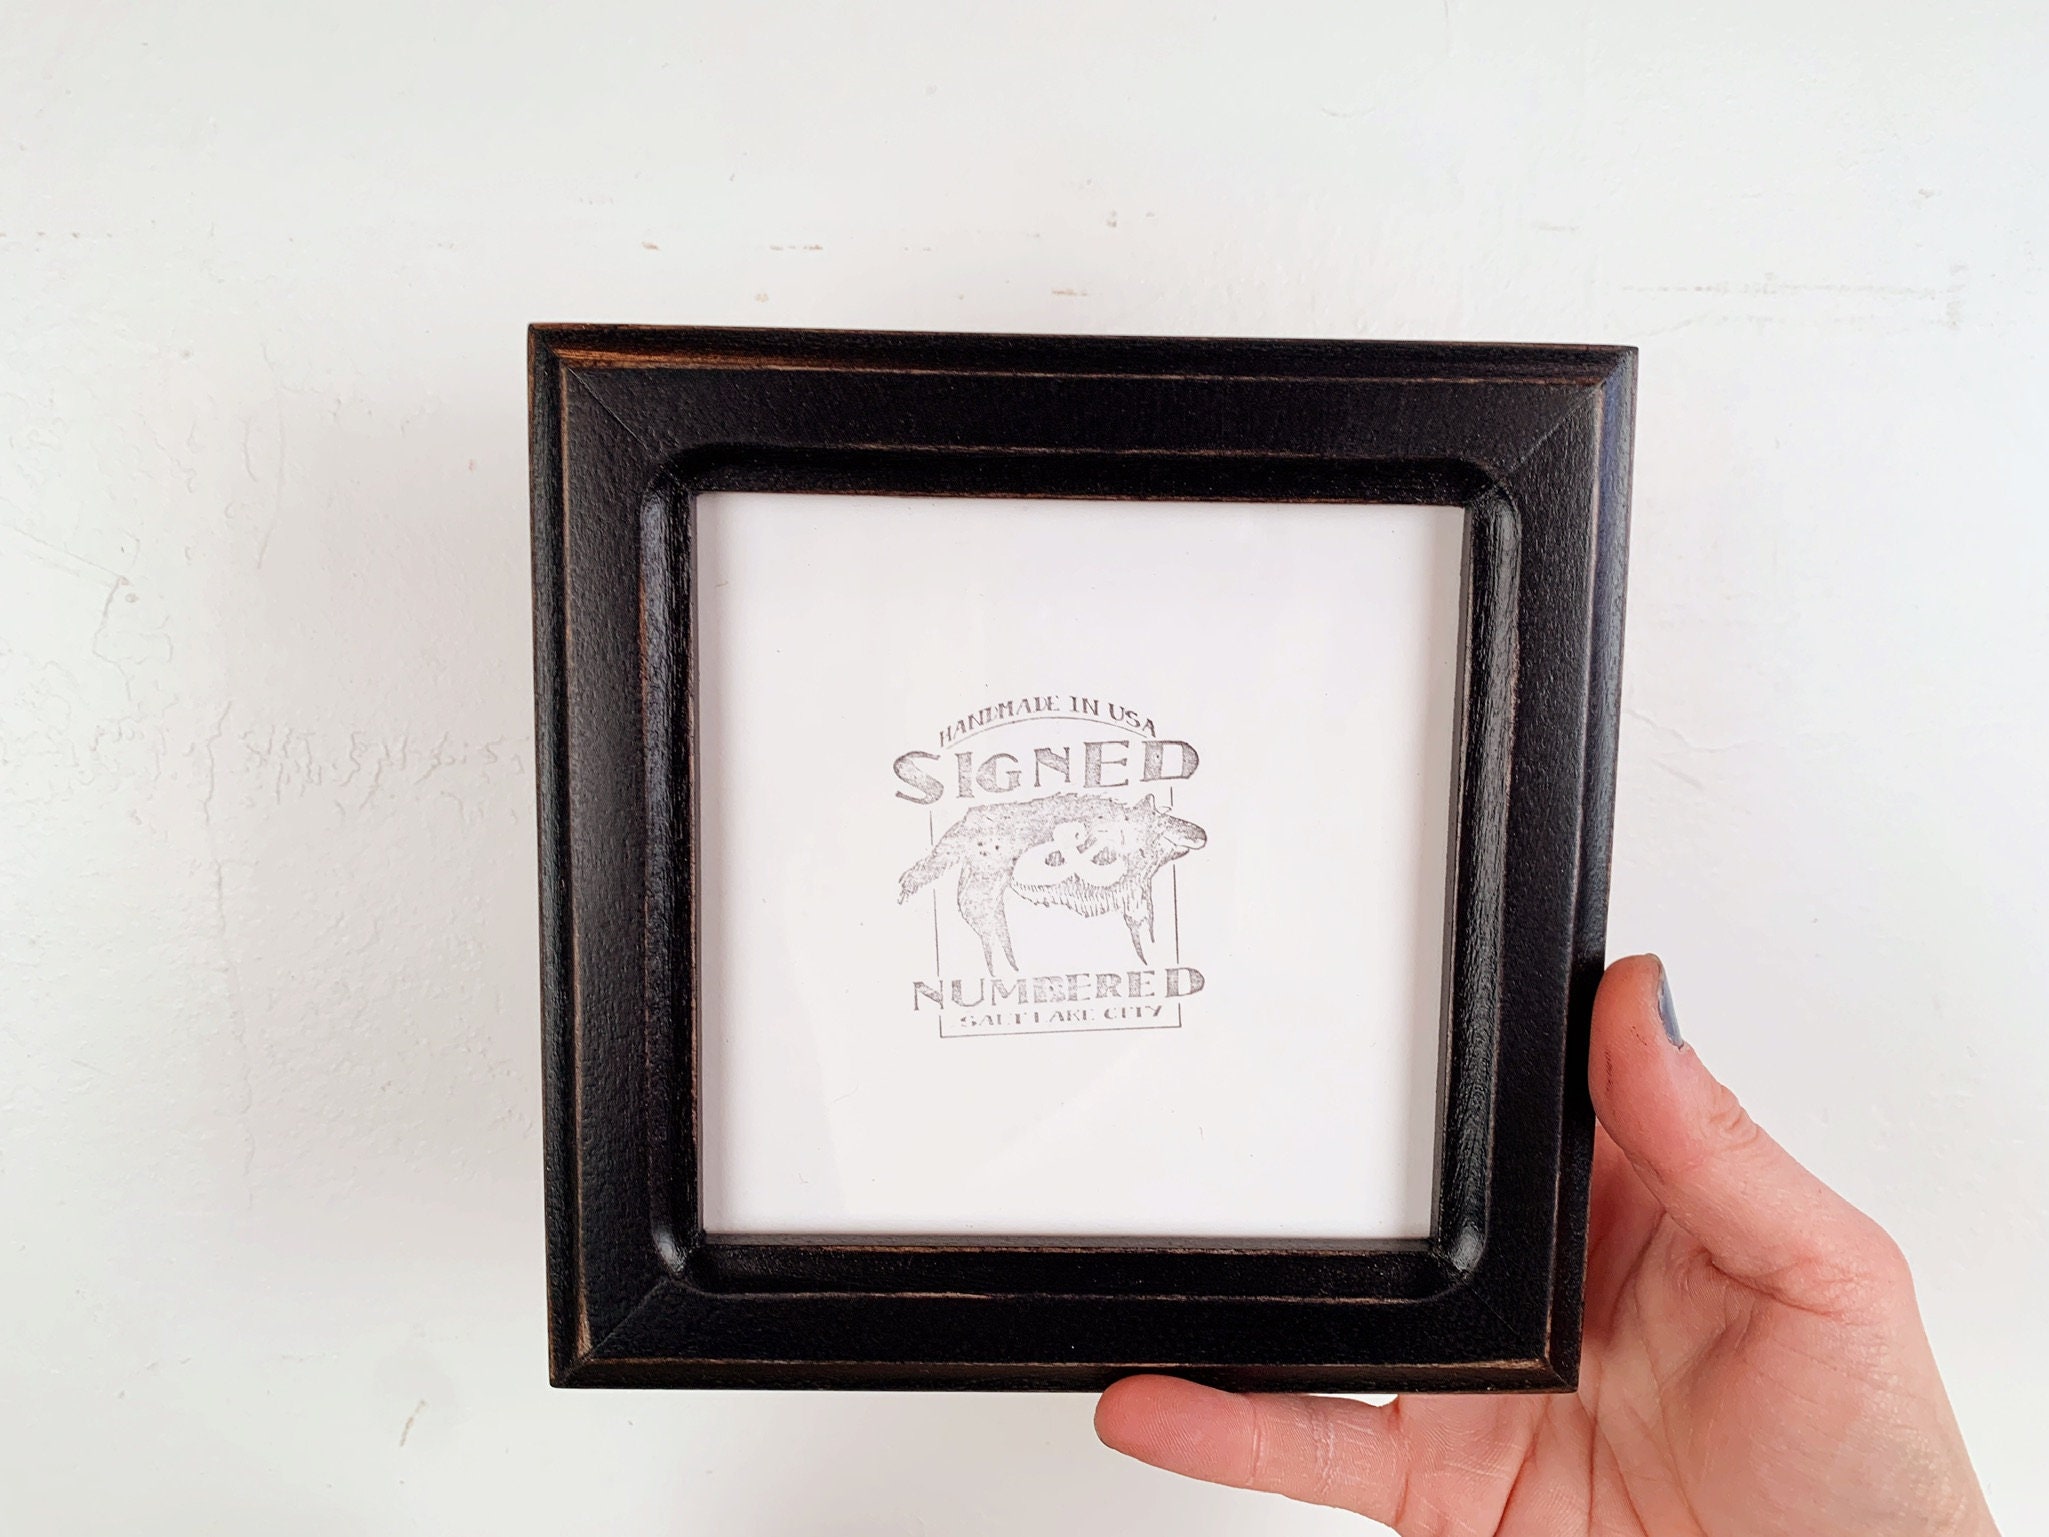 HANDMADE IN USA
SIGNED
&
NUMBERED
SALT LAKE CITY